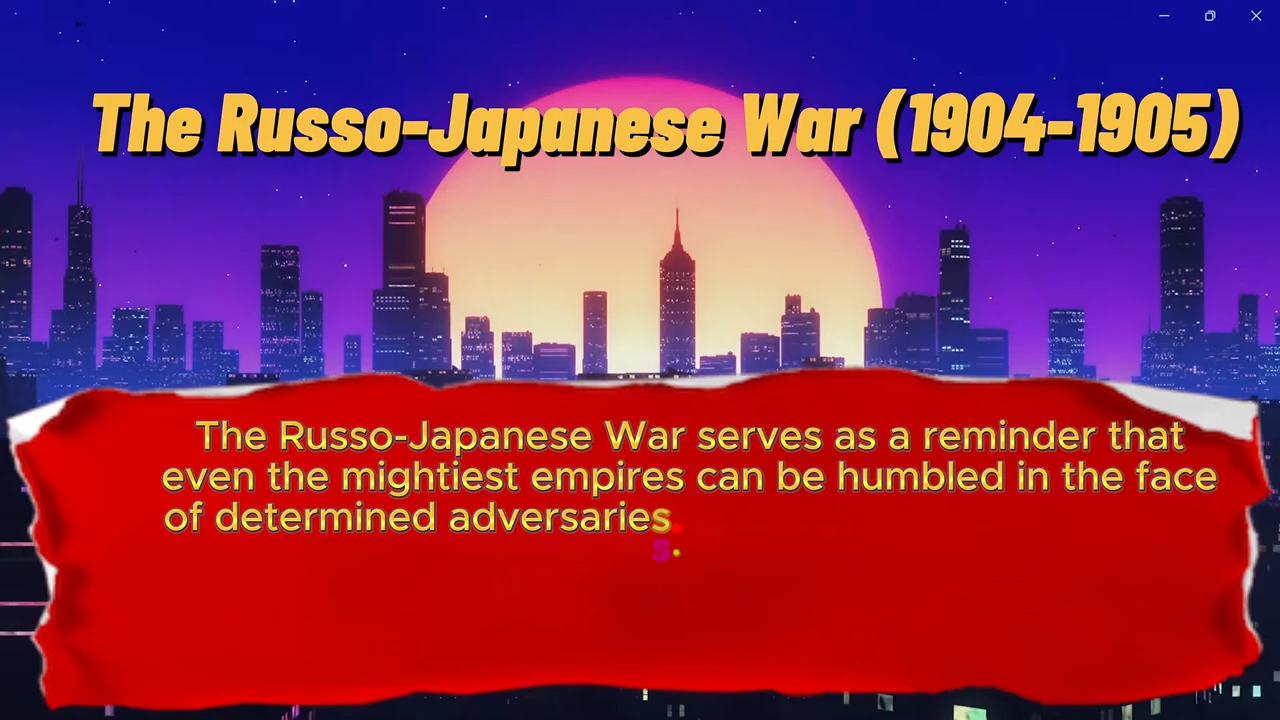 The Russo-Japanese War (1904-1905)
The Russo-Japanese War serves as a reminder that
even the mightiest empires can be humbled in the face
of determined adversaries.
s.